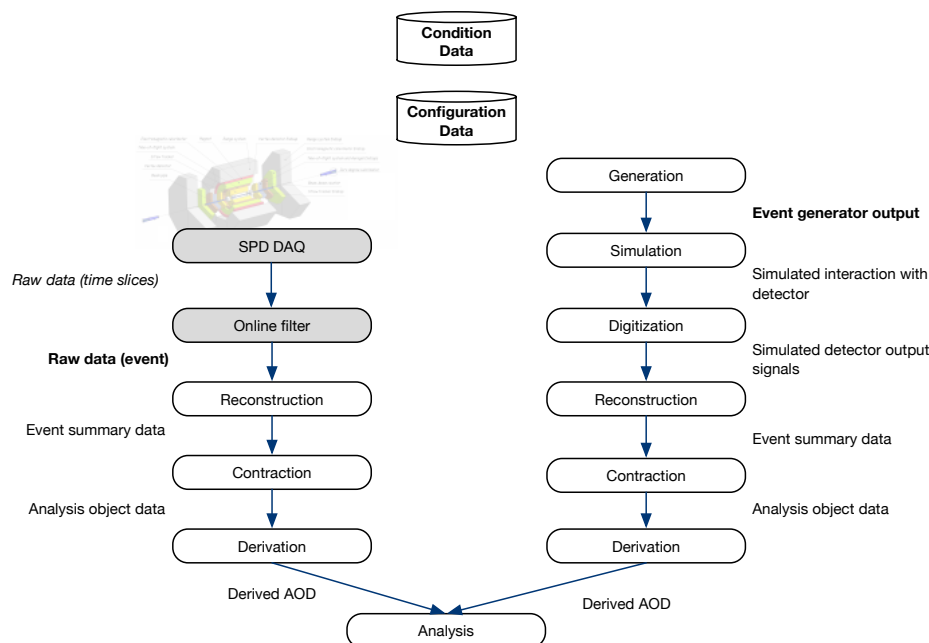 Condition
Data
Configuration
Data
SPD DAQ
Raw data (time slices)
Online filter
Raw data (event)
Reconstruction
Event summary data
Contraction
Analysis object data
Derivation
Derived AOD
Generation
Event generator output
Simulation
Simulated interaction with
detector
Digitization
Simulated detector output
signals
Reconstruction
Event summary data
Contraction
Analysis object data
Derivation
Derived AOD
Analysis